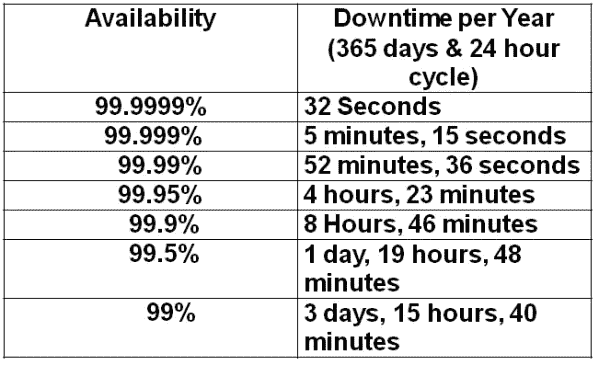 Availability
Downtime per Year
(365 days & 24 hour
cycle)
99.9999%
32 Seconds
99.999%
5 minutes, 15 seconds
99.99%
52 minutes, 36 seconds
99.95%
4 hours, 23 minutes
99.9%
8 Hours, 46 minutes
99.5%
1 day, 19 hours, 48
minutes
99%
3 days, 15 hours, 40
minutes